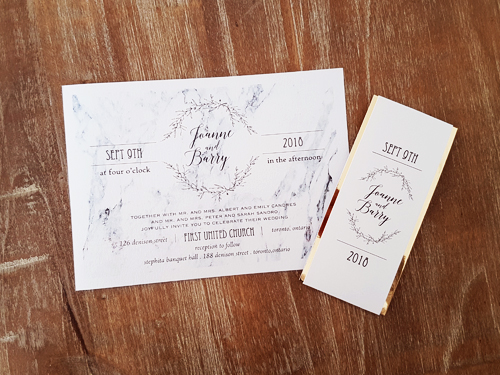 Joanne
and
Barry
SEPT 9TH
at four o'clock
2018
in the afternoon
TOGETHER WITH MR. AND MRS. ALBERT AND EMILY CANDRES
AND MR. AND MRS. PETER AND SARAH SANDRO,
JOYFULLY INVITE YOU TO CELEBRATE THEIR WEDDING
126 denison street | FIRST UNITED CHURCH | toronto, ontario
reception to follow
stephita banquet hall . 188 denison street . toronto, ontario
SEPT 9TH
Joanne
and
Barry
2018